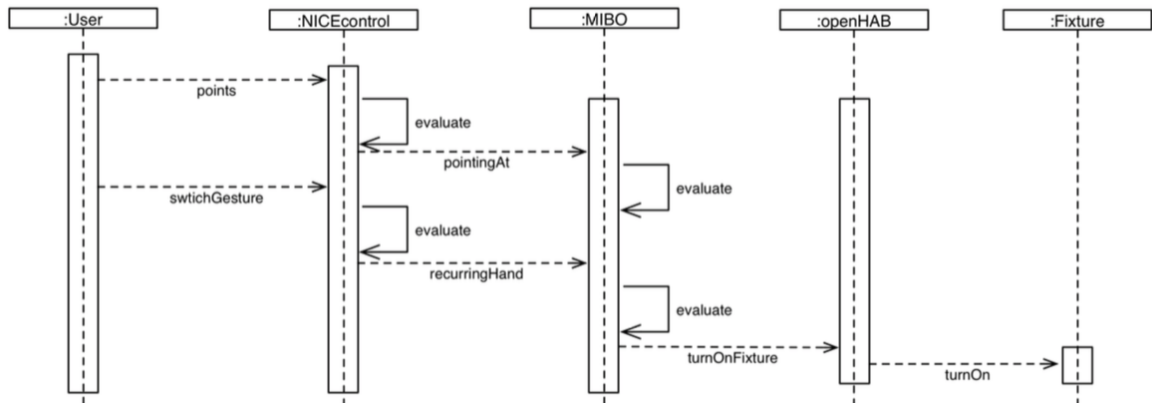 :User
:NICEcontrol
:MIBO
:openHAB
:Fixture
points
evaluate
pointingAt
evaluate
swtichGesture
evaluate
recurringHand
evaluate
turnOnFixture
turnOn